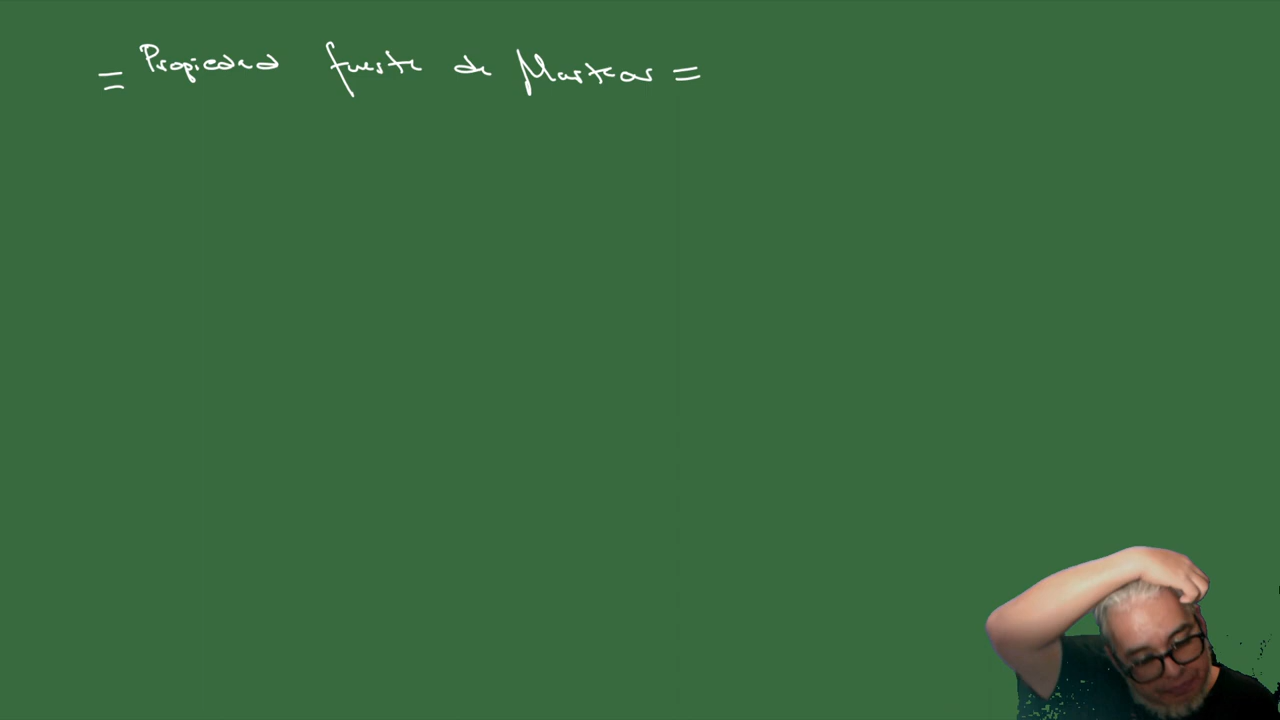 = Propiedad fuerte de Markov =